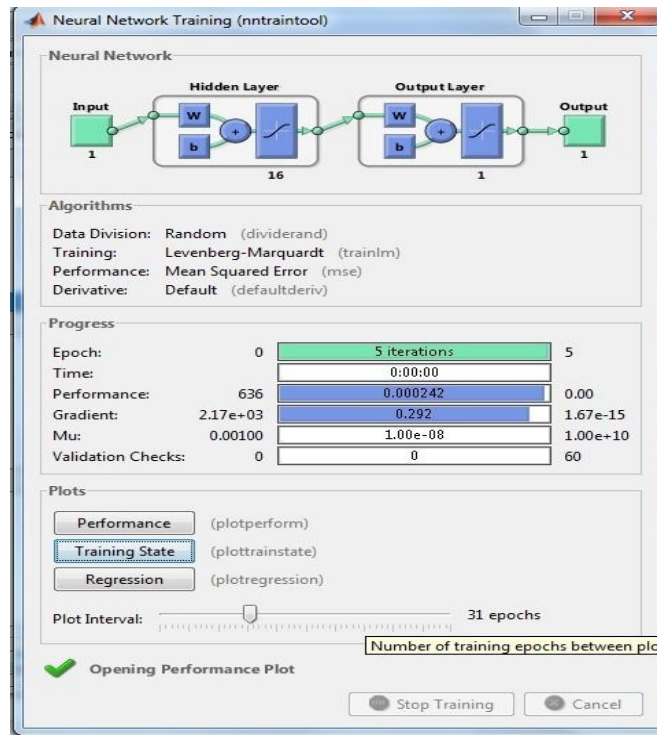 Neural Network Training (nntraintool)
Neural Network
Hidden Layer
Output Layer
Input
Output
W
b
+
W
b
+
1
16
1
1
Algorithms
Data Division: Random (dividerand)
Training: Levenberg-Marquardt (trainlm)
Performance: Mean Squared Error (mse)
Derivative: Default (defaultderiv)
Progress
Epoch: 0 5 iterations 5
Time: 0:00:00
Performance: 636 0.000242 0.00
Gradient: 2.17e+03 0.292 1.67e-15
Mu: 0.00100 1.00e-08 1.00e+10
Validation Checks: 0 0 60
Plots
Performance (plotperform)
Training State (plottrainstate)
Regression (plotregression)
Plot Interval: 31 epochs
Number of training epochs between plo
Opening Performance Plot
Stop Training Cancel